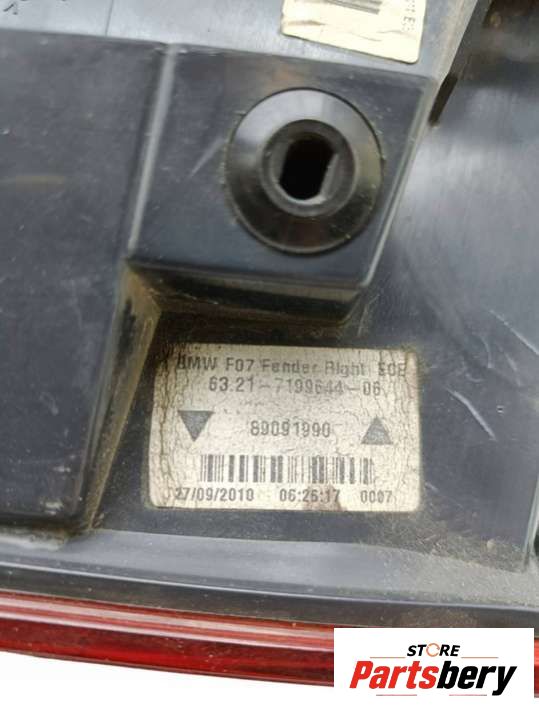 BMW F07 Fender Right ECE
63.21-7199644-06
89091990
27/09/2010 06:26:17 0007
STORE
Partsbery